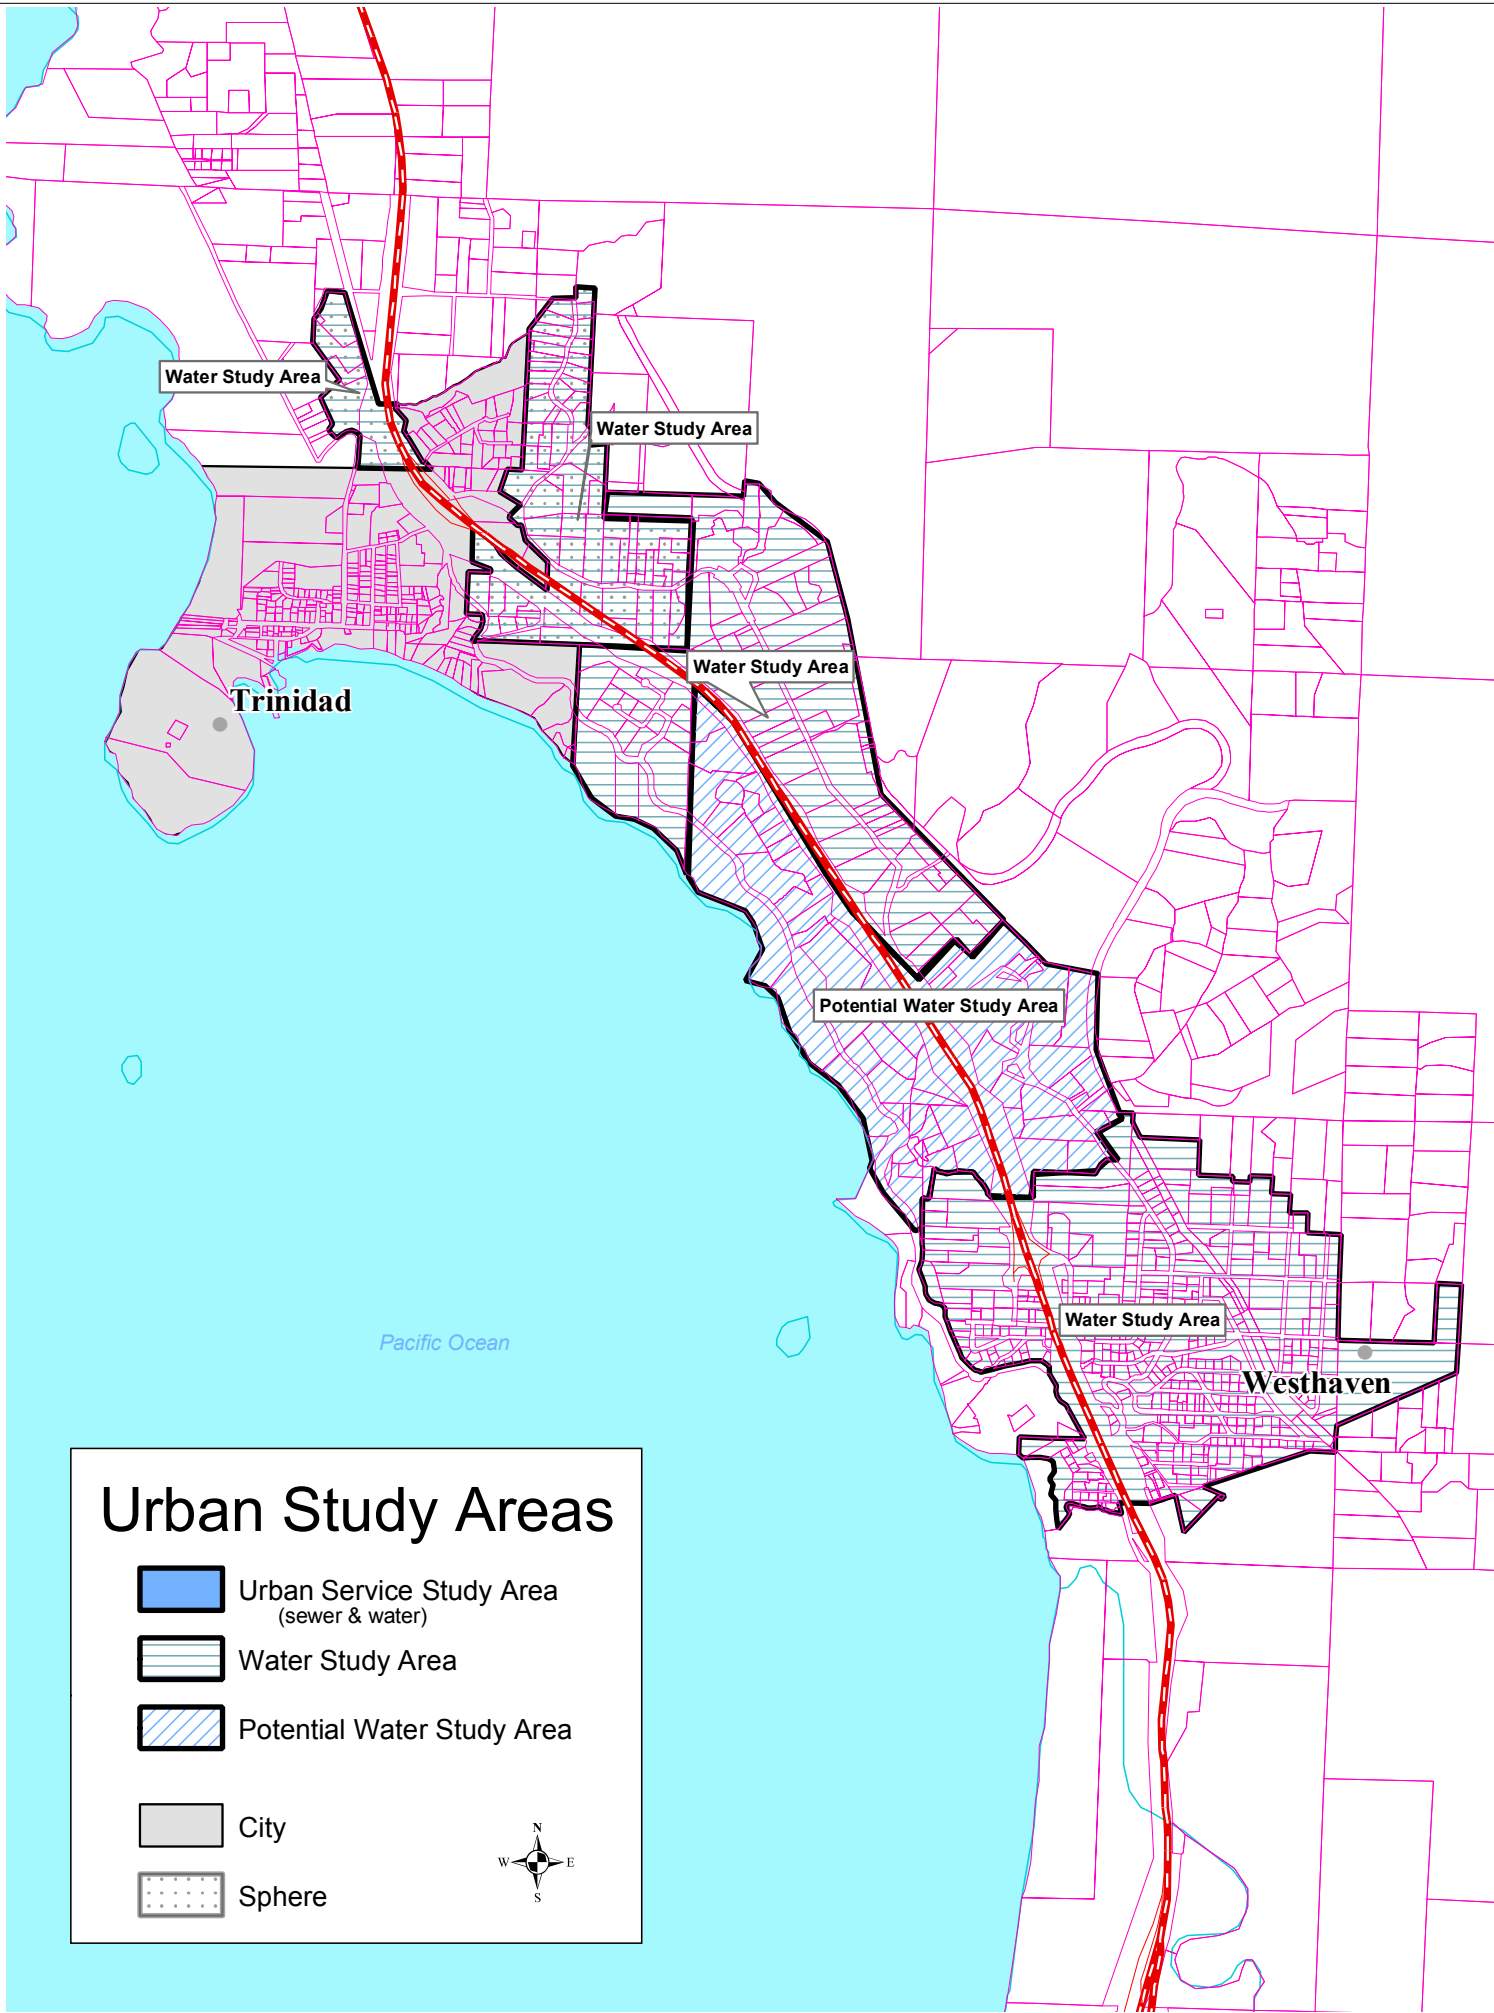 Water Study Area
Water Study Area
Water Study Area
Trinidad
Potential Water Study Area
Water Study Area
Pacific Ocean
Westhaven
Urban Study Areas
Urban Service Study Area
(sewer & water)
Water Study Area
Potential Water Study Area
City
Sphere
N
W E
S